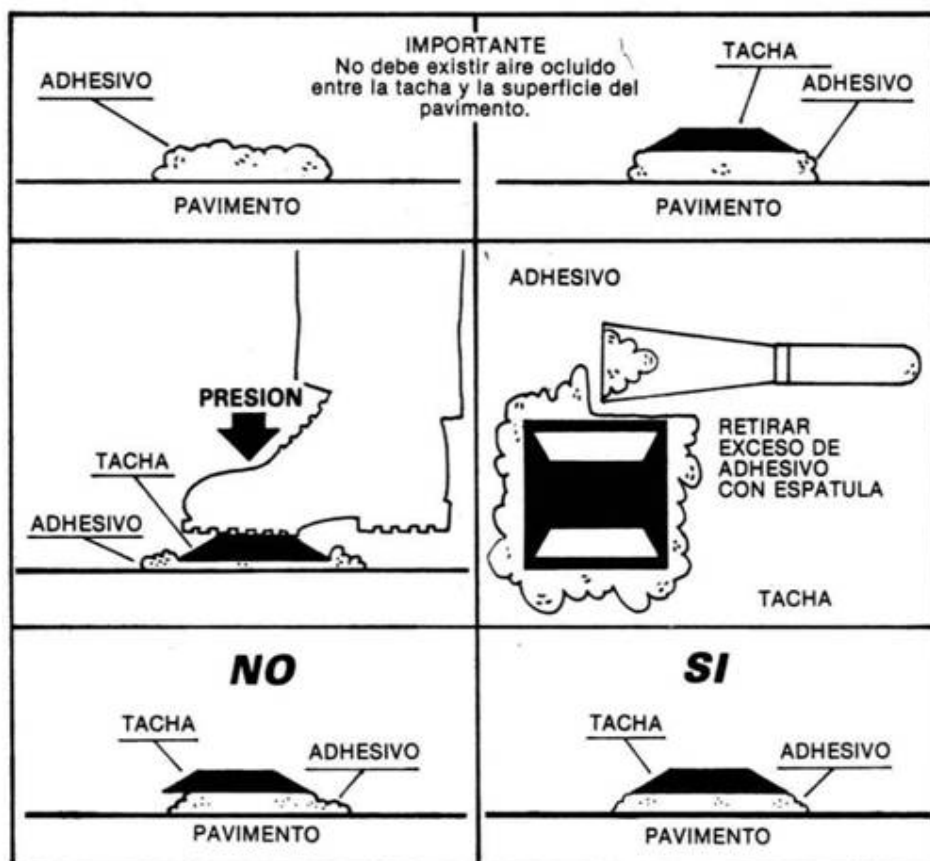 IMPORTANTE
No debe existir aire ocluido
entre la tacha y la superficie del
pavimento.
ADHESIVO
PAVIMENTO
TACHA
ADHESIVO
PAVIMENTO
PRESION
TACHA
ADHESIVO
ADHESIVO
RETIRAR
EXCESO DE
ADHESIVO
CON ESPATULA
TACHA
NO
TACHA
ADHESIVO
PAVIMENTO
SI
TACHA
ADHESIVO
PAVIMENTO